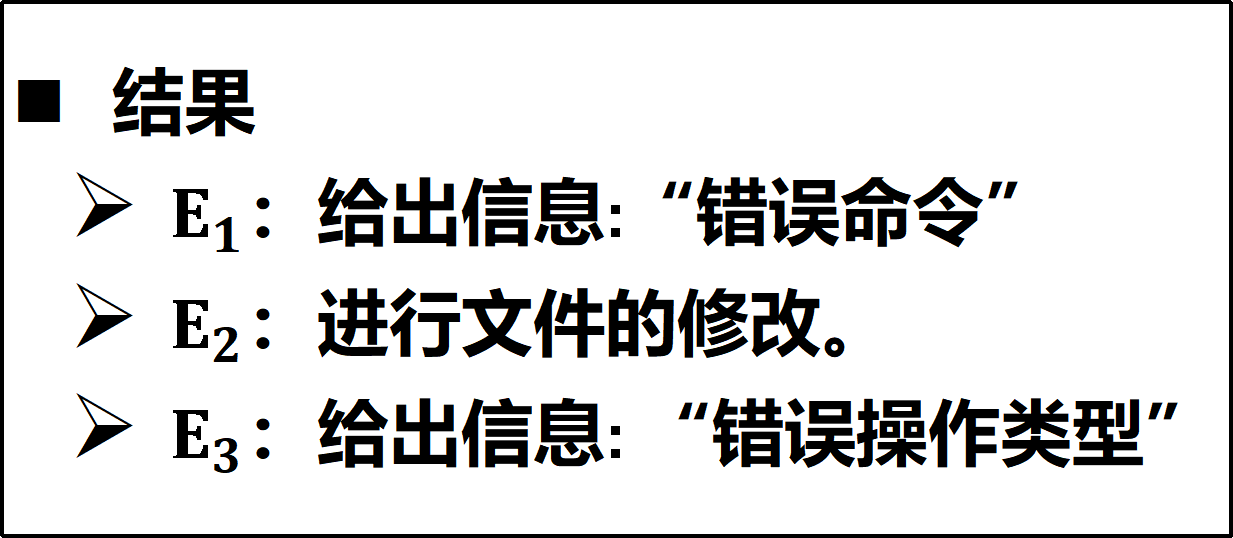 ■ 结果
➢ E₁：给出信息: “错误命令”
➢ E₂：进行文件的修改。
➢ E₃：给出信息: “错误操作类型”